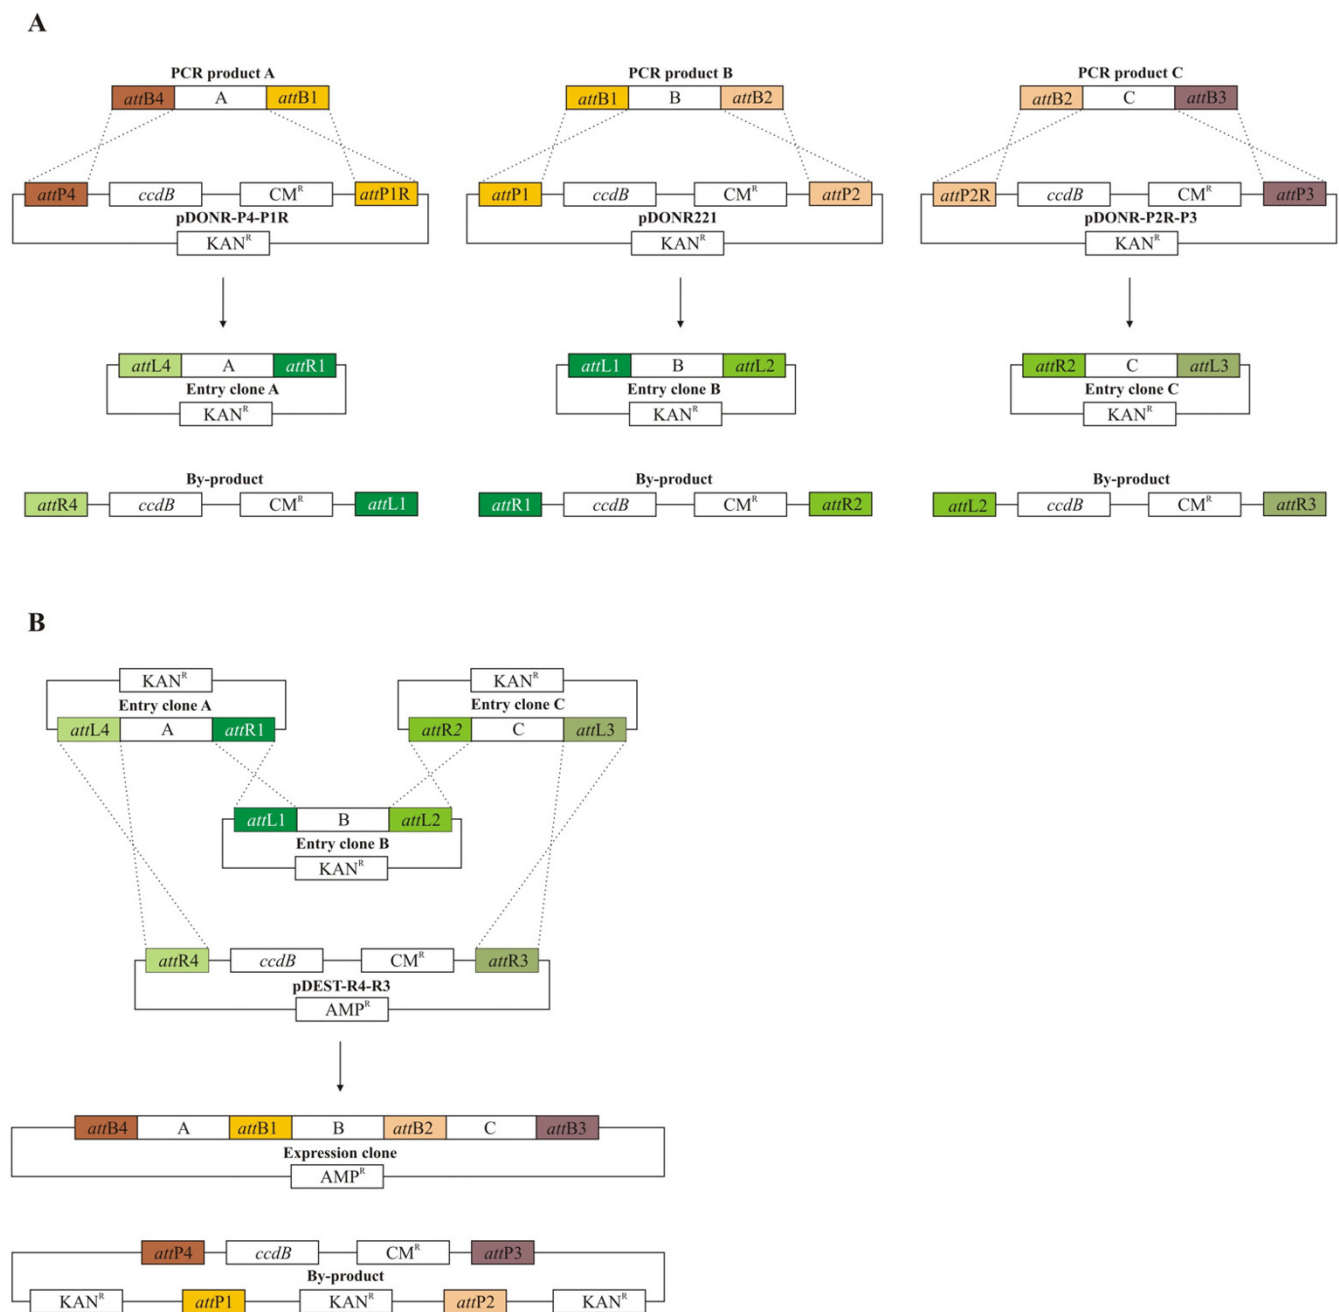 A
PCR product A
PCR product B
PCR product C
attB4 A attB1
attB1 B attB2
attB2 C attB3
attP4 ccdB CMᴿ attP1R
attP1 ccdB CMᴿ attP2
attP2R ccdB CMᴿ attP3
pDONR-P4-P1R
pDONR221
pDONR-P2R-P3
KANᴿ
KANᴿ
KANᴿ
attL4 A attR1
attL1 B attL2
attR2 C attL3
Entry clone A
Entry clone B
Entry clone C
KANᴿ
KANᴿ
KANᴿ
By-product
By-product
By-product
attR4 ccdB CMᴿ attL1
attR1 ccdB CMᴿ attR2
attL2 ccdB CMᴿ attR3
B
KANᴿ
KANᴿ
Entry clone A
Entry clone C
attL4 A attR1
attR2 C attL3
attL1 B attL2
Entry clone B
KANᴿ
attR4 ccdB CMᴿ attR3
pDEST-R4-R3
AMPᴿ
attB4 A attB1 B attB2 C attB3
Expression clone
AMPᴿ
attP4 ccdB CMᴿ attP3
By-product
KANᴿ attP1 KANᴿ attP2 KANᴿ